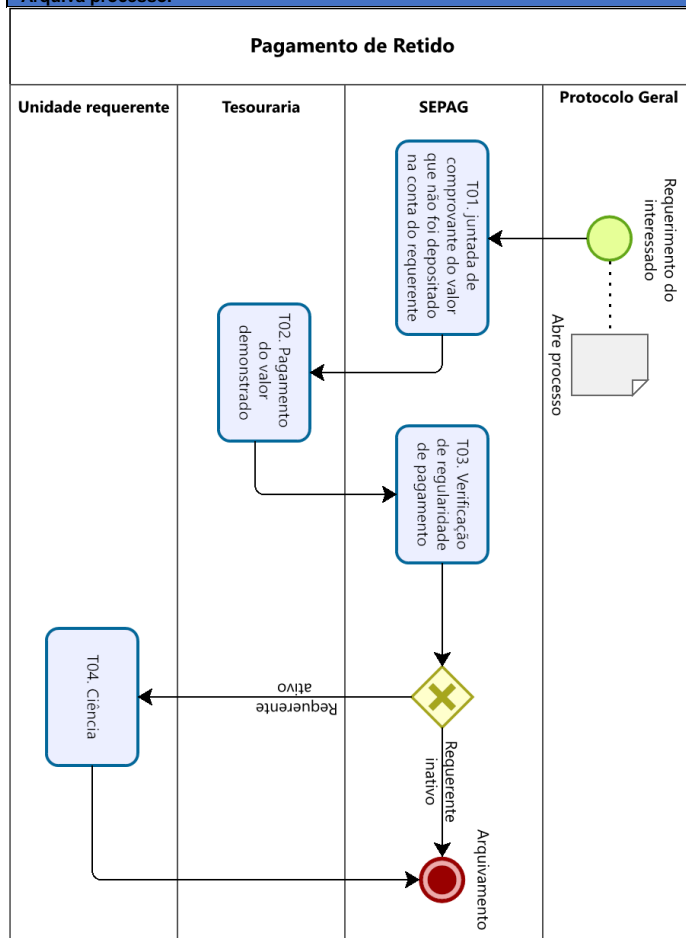 Arquiva processo.
Pagamento de Retido
Unidade requerente
Tesouraria
SEPAG
Protocolo Geral
Requerimento do
interessado
Abre processo
T01. juntada de
comprovante do valor
que não foi depositado
na conta do requerente
T02. Pagamento
do valor
demonstrado
T03. Verificação
de regularidade
de pagamento
Requerente
ativo
T04. Ciência
Requerente
inativo
Arquivamento